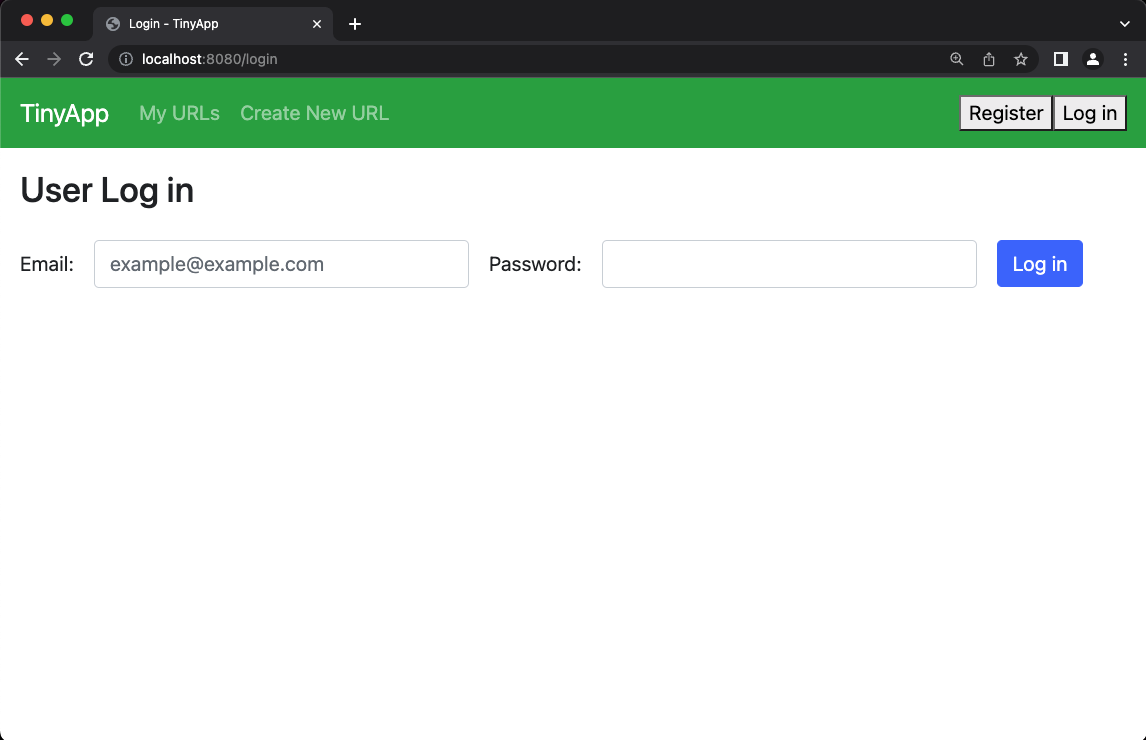 Login - TinyApp
localhost:8080/login
TinyApp My URLs Create New URL Register Log in
User Log in
Email: example@example.com Password: Log in